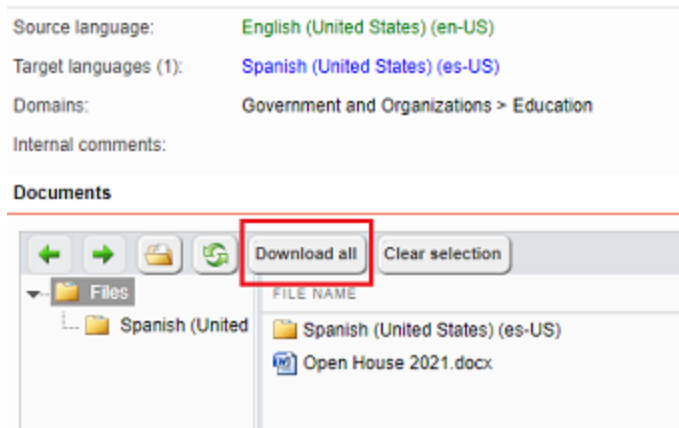 Source language: English (United States) (en-US)
Target languages (1): Spanish (United States) (es-US)
Domains: Government and Organizations > Education
Internal comments:
Documents
Download all Clear selection
Files FILE NAME
Spanish (United Spanish (United States) (es-US)
Open House 2021.docx